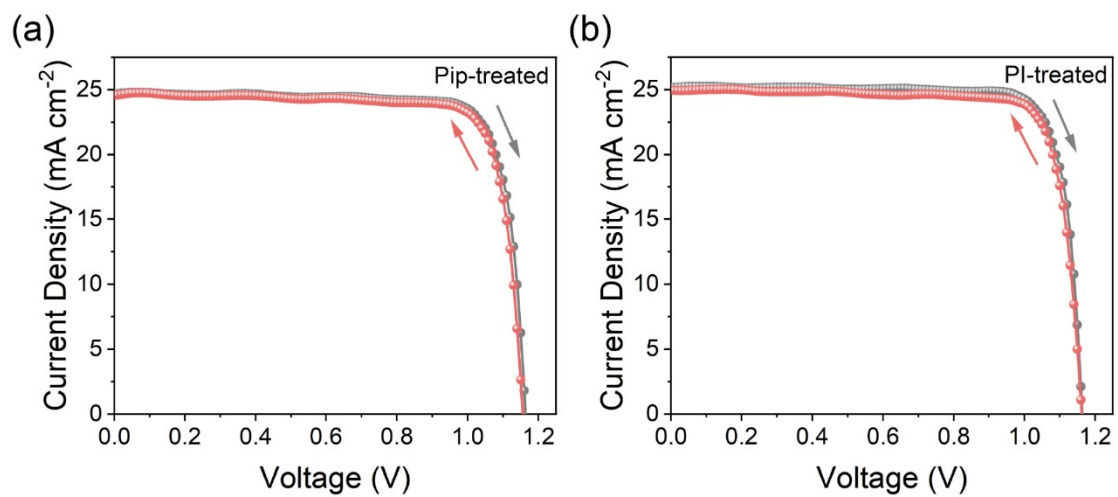 (a)
Pip-treated
Current Density (mA cm⁻²)
25
20
15
10
5
0
0.0 0.2 0.4 0.6 0.8 1.0 1.2
Voltage (V)
(b)
PI-treated
Current Density (mA cm⁻²)
25
20
15
10
5
0
0.0 0.2 0.4 0.6 0.8 1.0 1.2
Voltage (V)